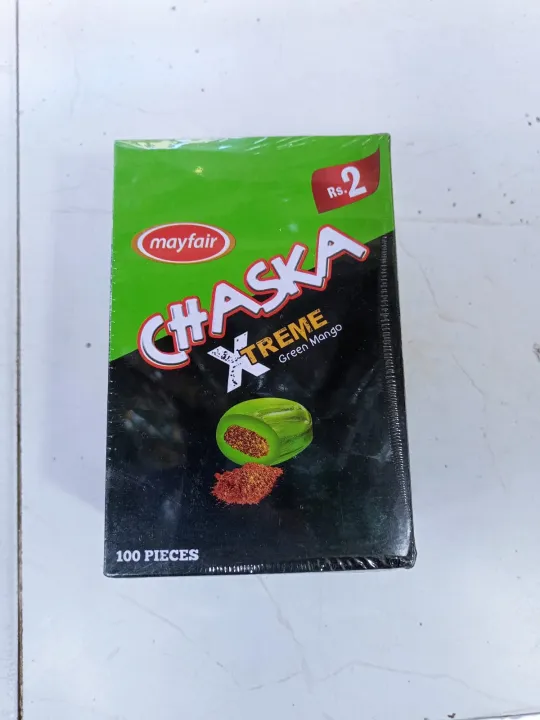 Rs. 2
mayfair
CHASKA
XTREME
Green Mango
100 PIECES